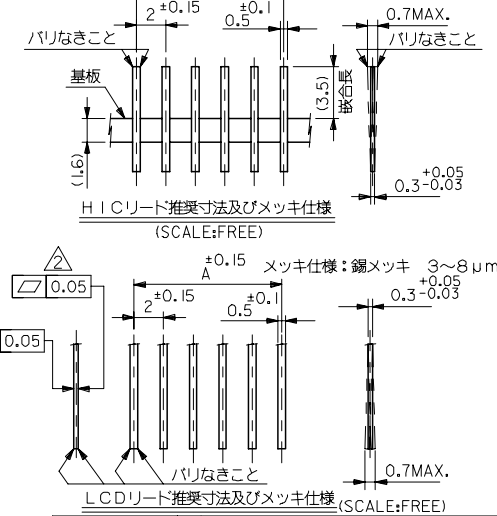 2 ±0.15
0.5 ±0.1
0.7MAX.
バリなきこと
バリなきこと
基板
(1.6)
(3.5)
嵌合長
0.3 +0.05 -0.03
HICリード推奨寸法及びメッキ仕様
(SCALE:FREE)
メッキ仕様:錫メッキ 3~8μm
A ±0.15
2
0.05
2 ±0.15
0.5 ±0.1
0.3 +0.05 -0.03
0.05
バリなきこと
0.7MAX.
LCDリード推奨寸法及びメッキ仕様 (SCALE:FREE)